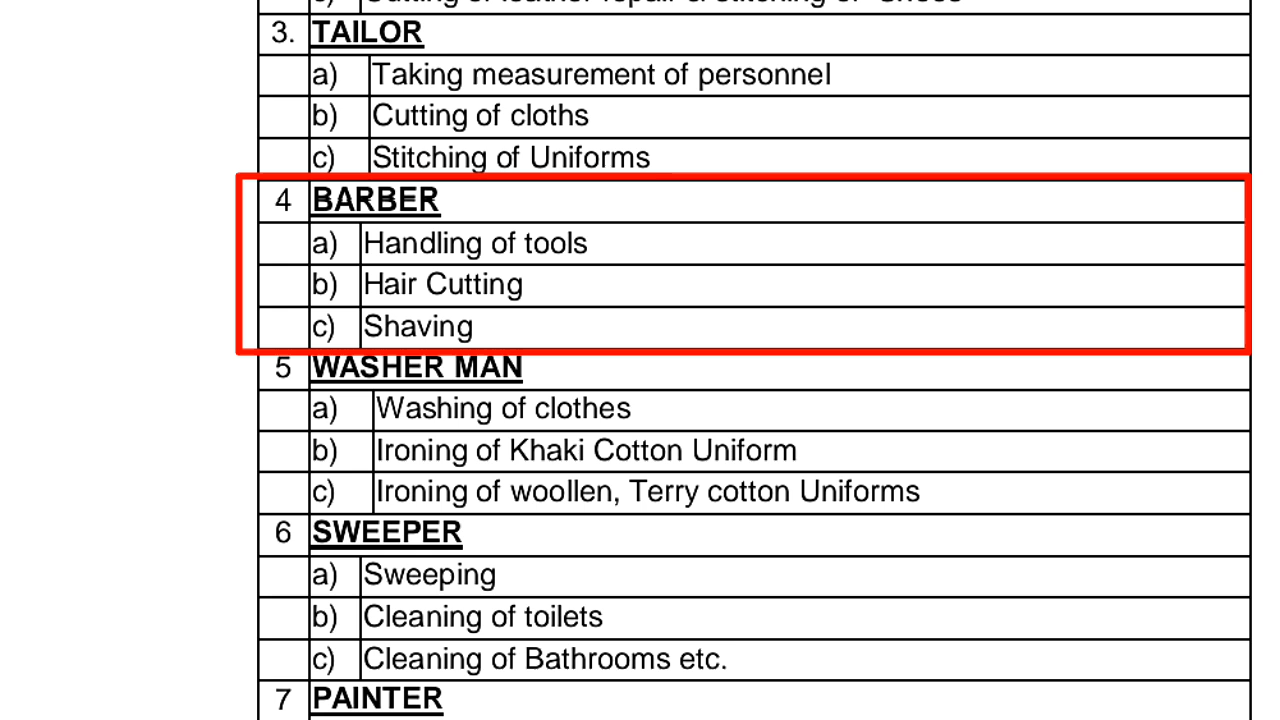 3. TAILOR
a) Taking measurement of personnel
b) Cutting of cloths
c) Stitching of Uniforms
4 BARBER
a) Handling of tools
b) Hair Cutting
c) Shaving
5 WASHER MAN
a) Washing of clothes
b) Ironing of Khaki Cotton Uniform
c) Ironing of woollen, Terry cotton Uniforms
6 SWEEPER
a) Sweeping
b) Cleaning of toilets
c) Cleaning of Bathrooms etc.
7 PAINTER